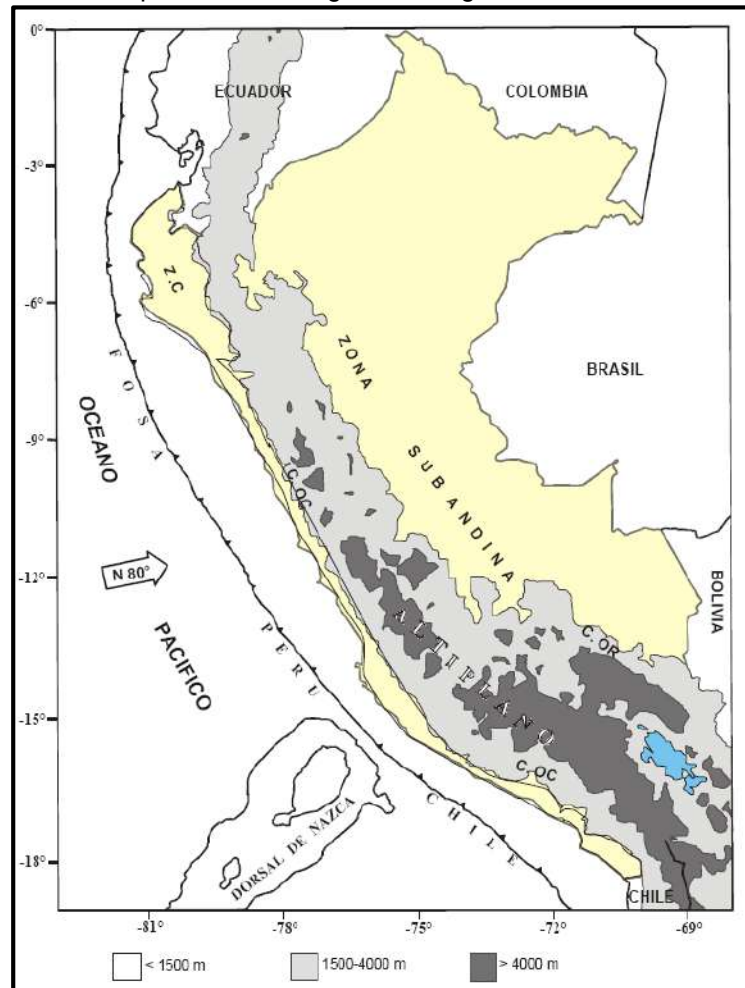 0°
-3°
-6°
-9°
-12°
-15°
-18°
-81°
-78°
-75°
-72°
-69°
ECUADOR
COLOMBIA
BRASIL
BOLIVIA
CHILE
Z.C
ZONA
SUBANDINA
C.OC
ALTIPLANO
C. OR
C. OC
OCEANO
PACIFICO
N 80°
FOSA
PERU
CHILE
DORSAL DE NAZCA
< 1500 m
1500-4000 m
> 4000 m